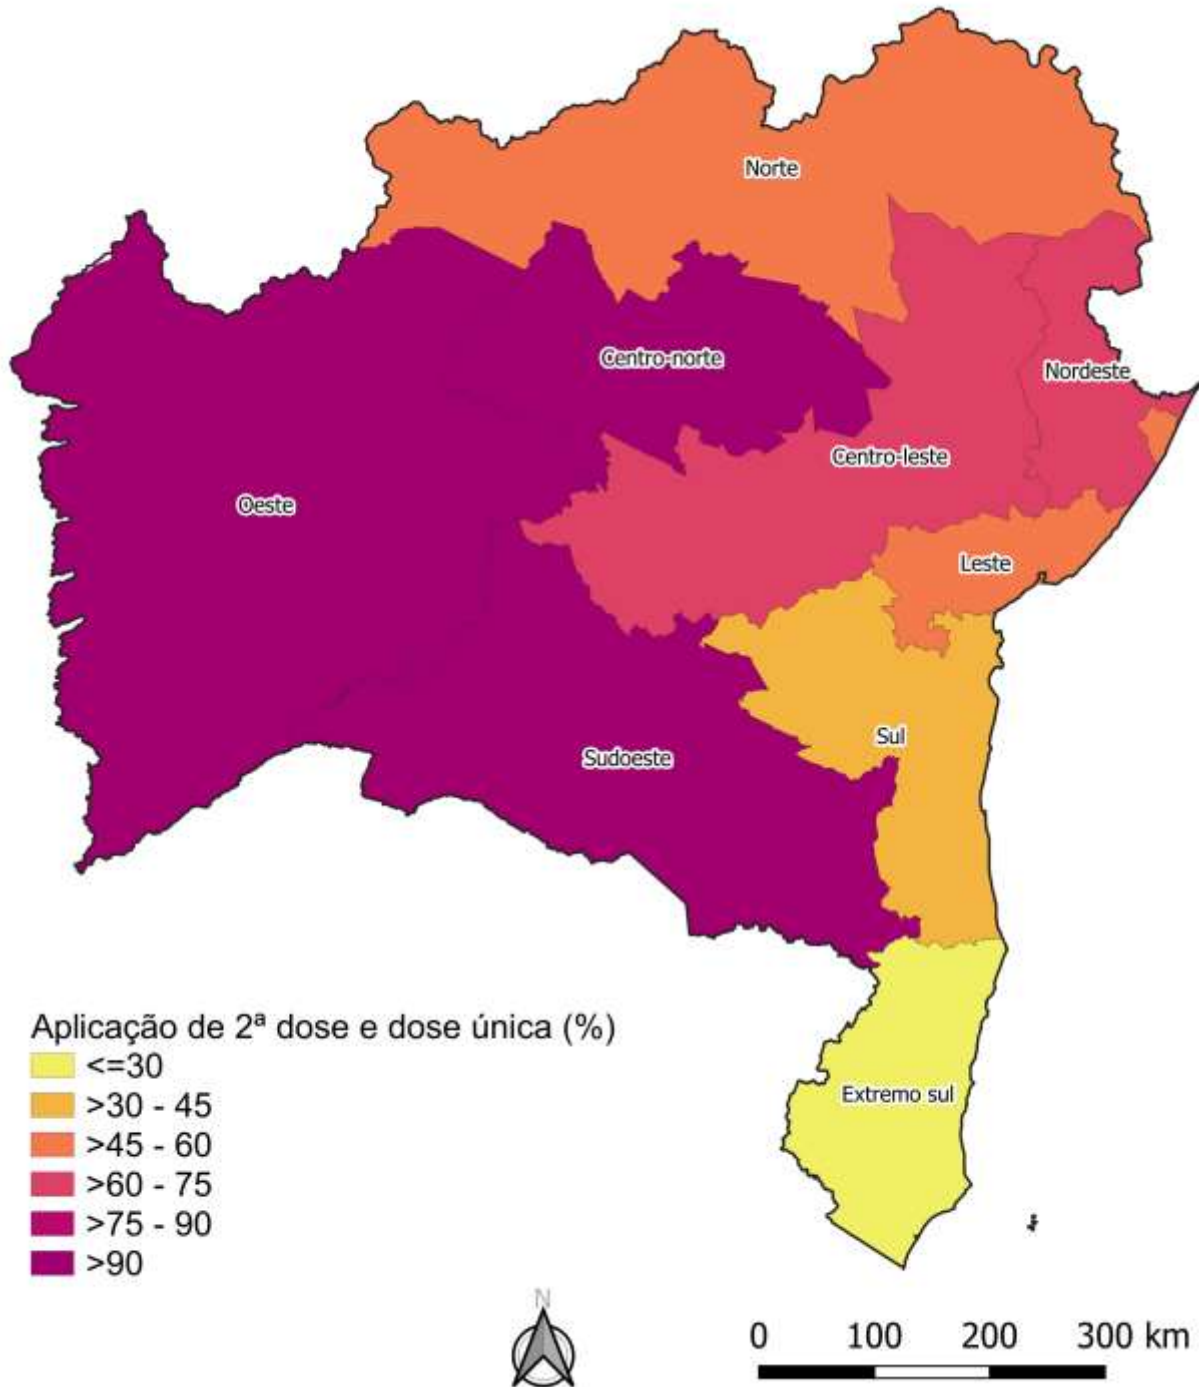 Norte
Centro-norte
Nordeste
Centro-leste
Oeste
Leste
Sul
Sudoeste
Aplicação de 2ª dose e dose única (%)
<=30
>30 - 45
Extremo sul
>45 - 60
>60 - 75
>75 - 90
>90
N
0 100 200 300 km